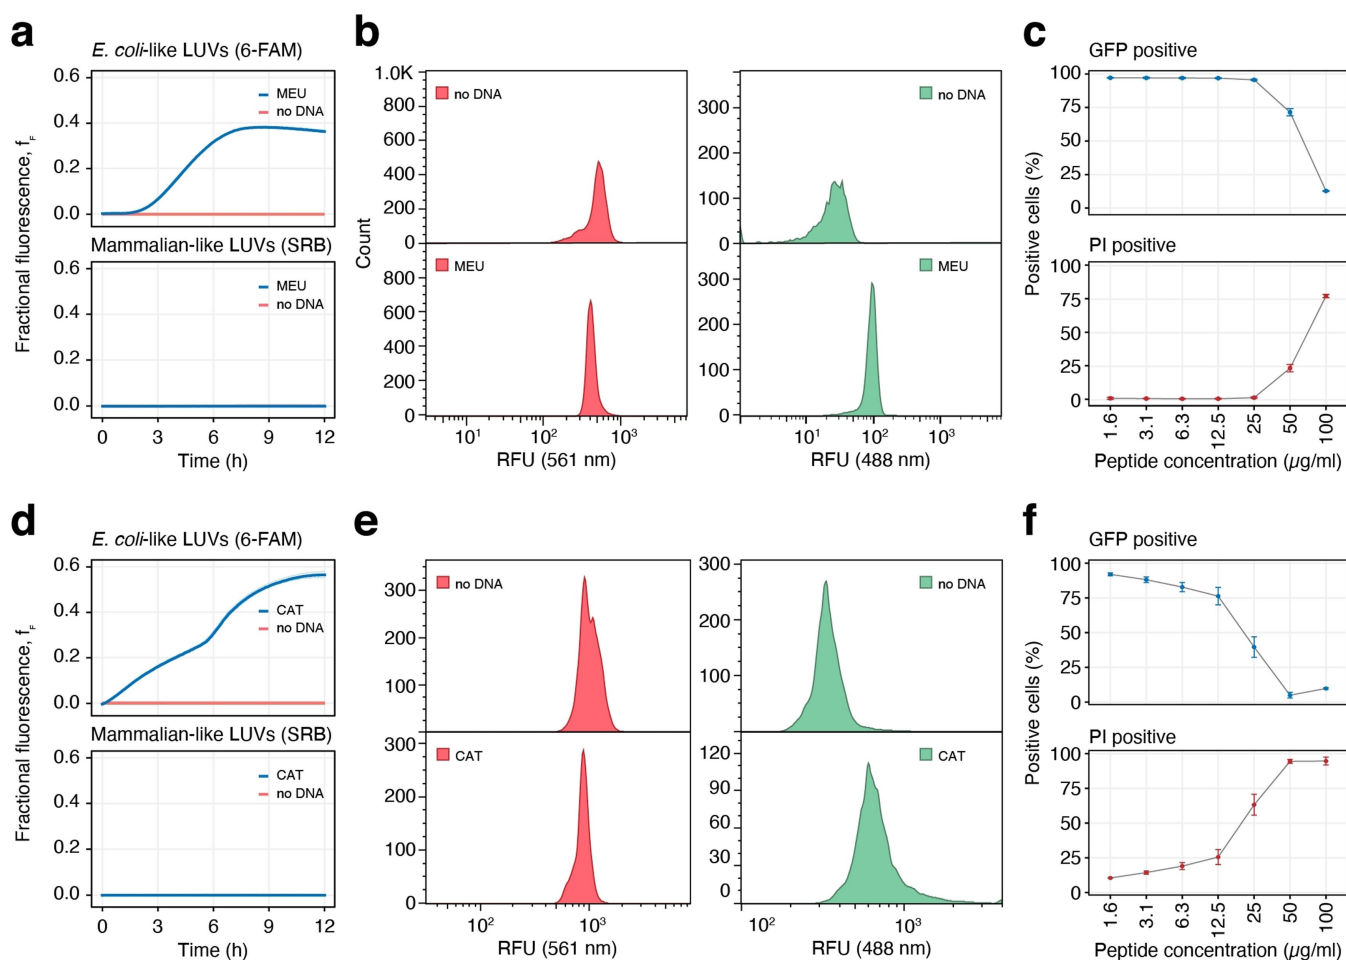 a
E. coli-like LUVs (6-FAM)
0.6
0.4
0.2
0.0
MEU
no DNA
Mammalian-like LUVs (SRB)
0.6
0.4
0.2
0.0
MEU
no DNA
Fractional fluorescence, fF
0 3 6 9 12
Time (h)
b
Count
1.0K
800
600
400
200
0
no DNA
800
600
400
200
0
MEU
10¹ 10² 10³
RFU (561 nm)
300
200
100
0
no DNA
300
200
100
0
MEU
10¹ 10² 10³
RFU (488 nm)
c
GFP positive
100
75
50
25
0
PI positive
100
75
50
25
0
Positive cells (%)
1.6 3.1 6.3 12.5 25 50 100
Peptide concentration (µg/ml)
d
E. coli-like LUVs (6-FAM)
0.6
0.4
0.2
0.0
CAT
no DNA
Mammalian-like LUVs (SRB)
0.6
0.4
0.2
0.0
CAT
no DNA
Fractional fluorescence, fF
0 3 6 9 12
Time (h)
e
300
200
100
no DNA
300
200
100
0
CAT
10² 10³
RFU (561 nm)
300
200
100
no DNA
120
90
60
30
0
CAT
10² 10³
RFU (488 nm)
f
GFP positive
100
75
50
25
0
PI positive
100
75
50
25
0
Positive cells (%)
1.6 3.1 6.3 12.5 25 50 100
Peptide concentration (µg/ml)